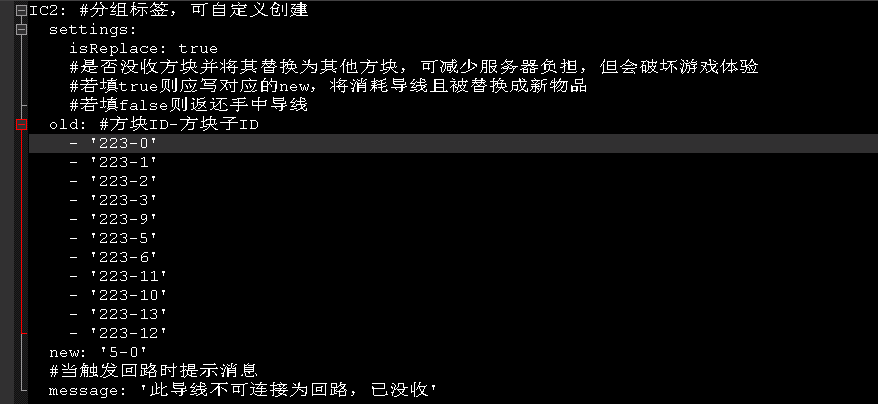 IC2: #分组标签，可自定义创建
settings:
isReplace: true
#是否没收方块并将其替换为其他方块，可减少服务器负担，但会破坏游戏体验
#若填true则应写对应的new，将消耗导线且被替换成新物品
#若填false则返还手中导线
old: #方块ID-方块子ID
- '223-0'
- '223-1'
- '223-2'
- '223-3'
- '223-9'
- '223-5'
- '223-6'
- '223-11'
- '223-10'
- '223-13'
- '223-12'
new: '5-0'
#当触发回路时提示消息
message: '此导线不可连接为回路，已没收'